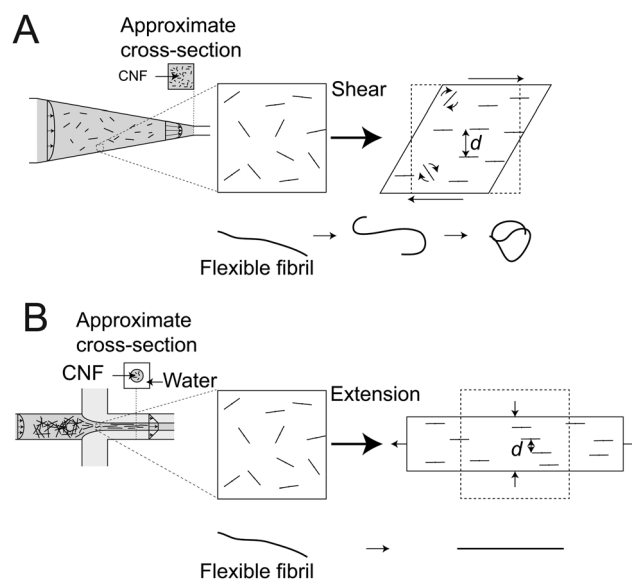 A
Approximate
cross-section
CNF
Shear
d
Flexible fibril
B
Approximate
cross-section
CNF
Water
Extension
d
Flexible fibril